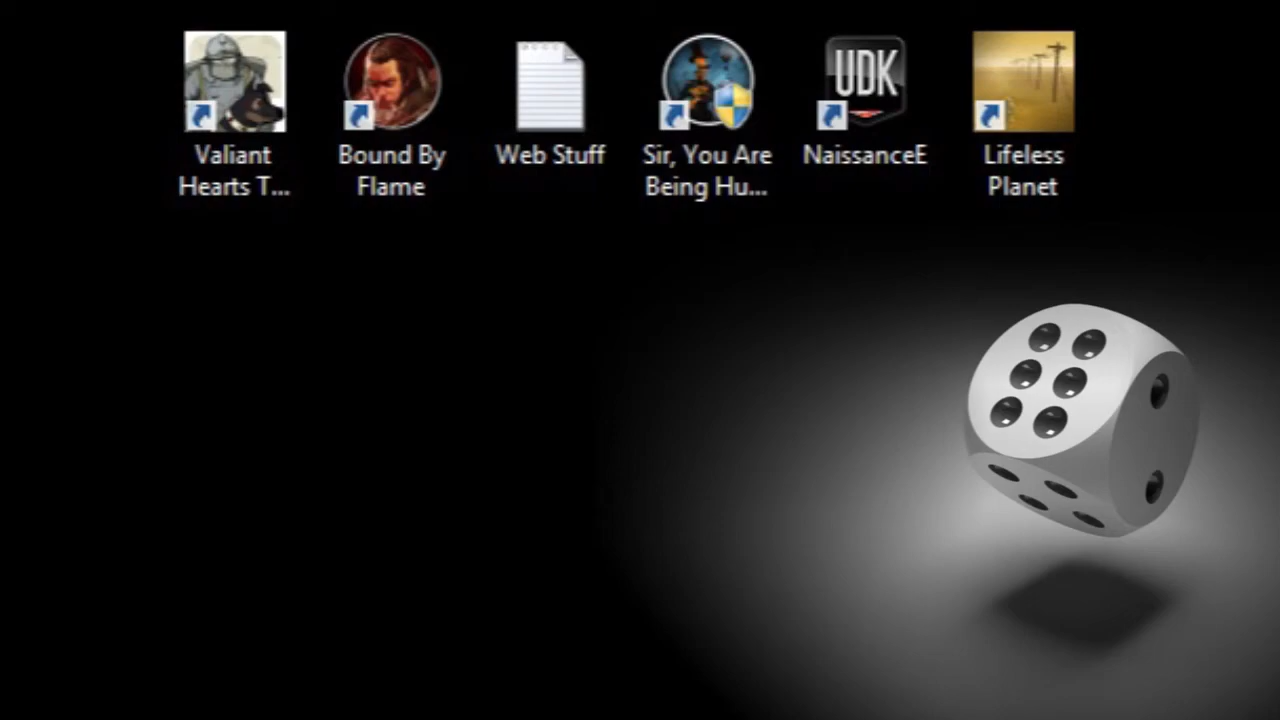 UDK
Valiant
Hearts T...
Bound By
Flame
Web Stuff
Sir, You Are
Being Hu...
NaissanceE
Lifeless
Planet